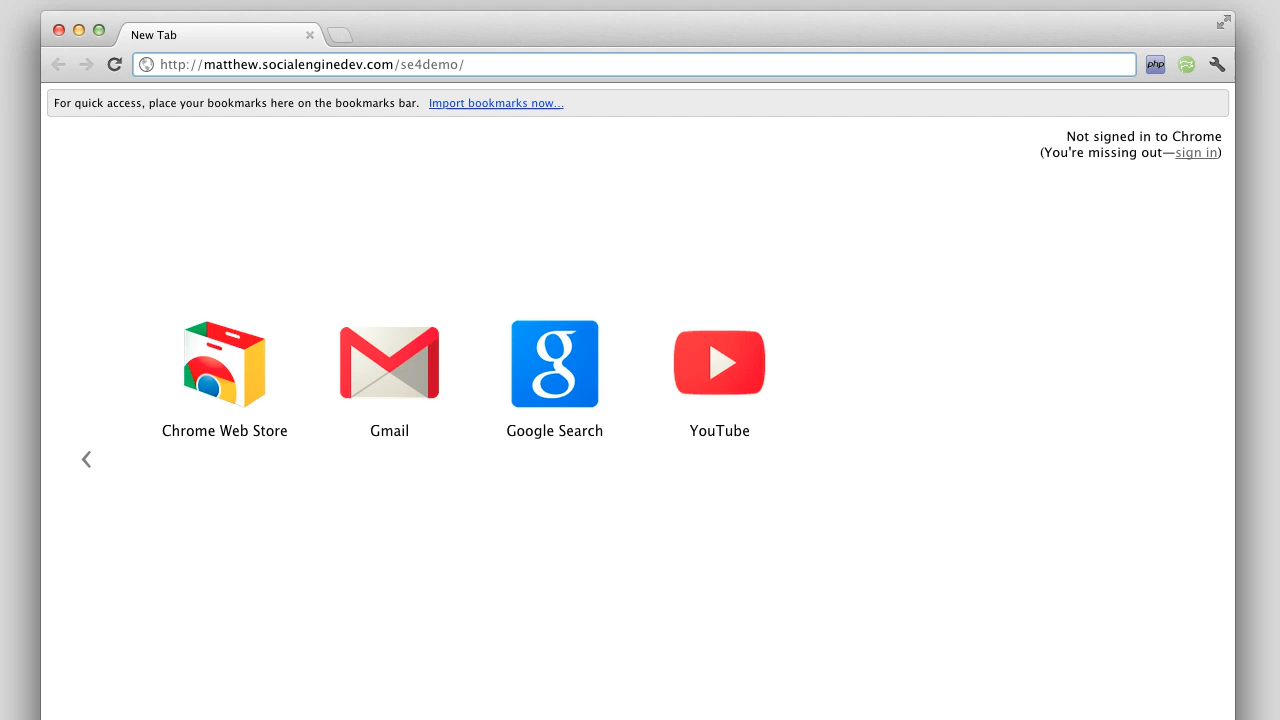 New Tab
http://matthew.socialenginedev.com/se4demo/
php
For quick access, place your bookmarks here on the bookmarks bar. Import bookmarks now...
Not signed in to Chrome
(You're missing out—sign in)
g
Chrome Web Store
Gmail
Google Search
YouTube